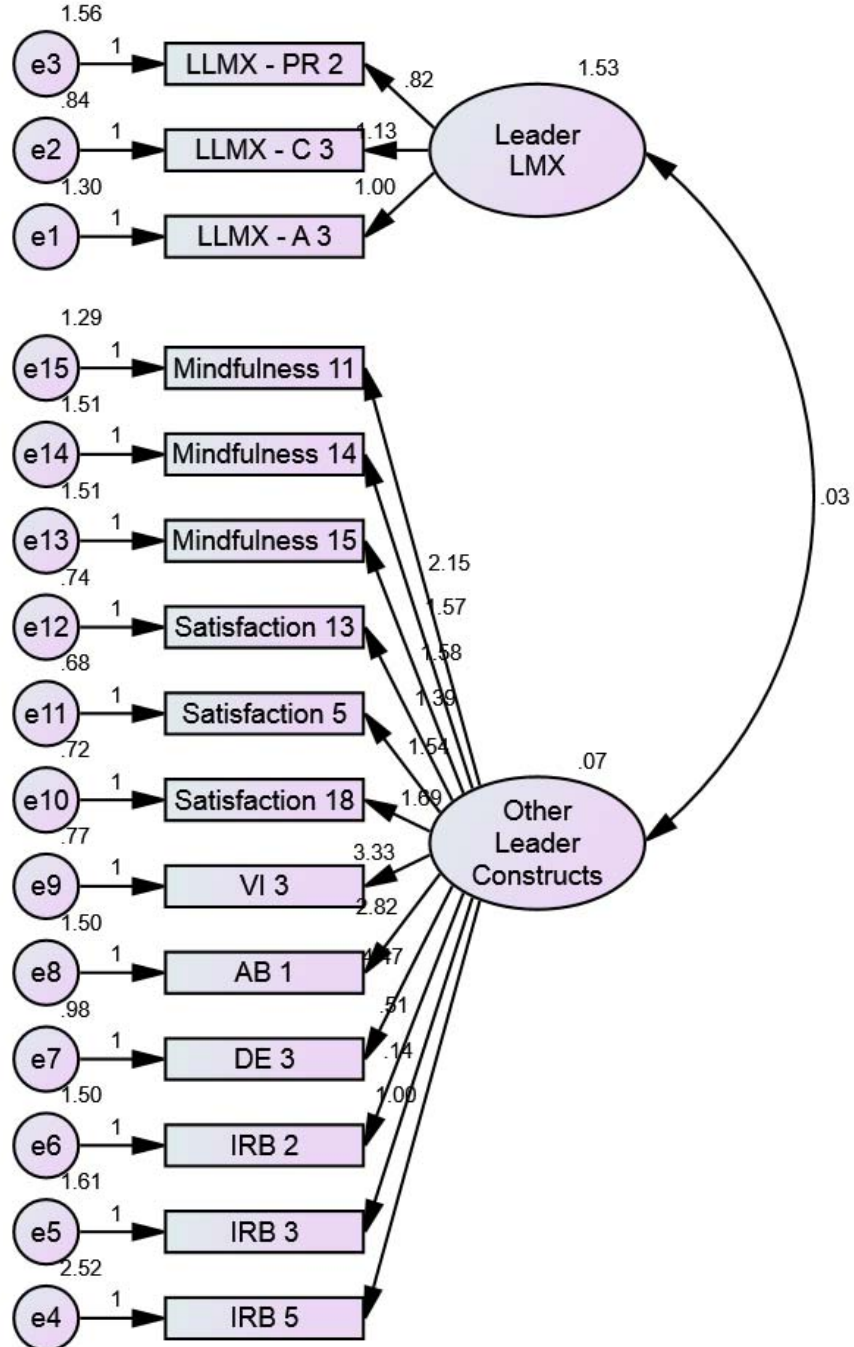 1.56
e3
1
LLMX - PR 2
.82
1.53
.84
e2
1
LLMX - C 3
1.13
Leader
LMX
1.30
e1
1
LLMX - A 3
1.00
1.29
e15
1
Mindfulness 11
1.51
e14
1
Mindfulness 14
1.51
e13
1
Mindfulness 15
.03
2.15
.74
e12
1
Satisfaction 13
1.57
.68
e11
1
Satisfaction 5
1.58
1.39
.72
e10
1
Satisfaction 18
1.54
1.69
.07
Other
Leader
Constructs
.77
e9
1
VI 3
3.33
2.82
1.50
e8
1
AB 1
.98
e7
1
DE 3
.51
.14
1.50
e6
1
IRB 2
1.00
1.61
e5
1
IRB 3
2.52
e4
1
IRB 5